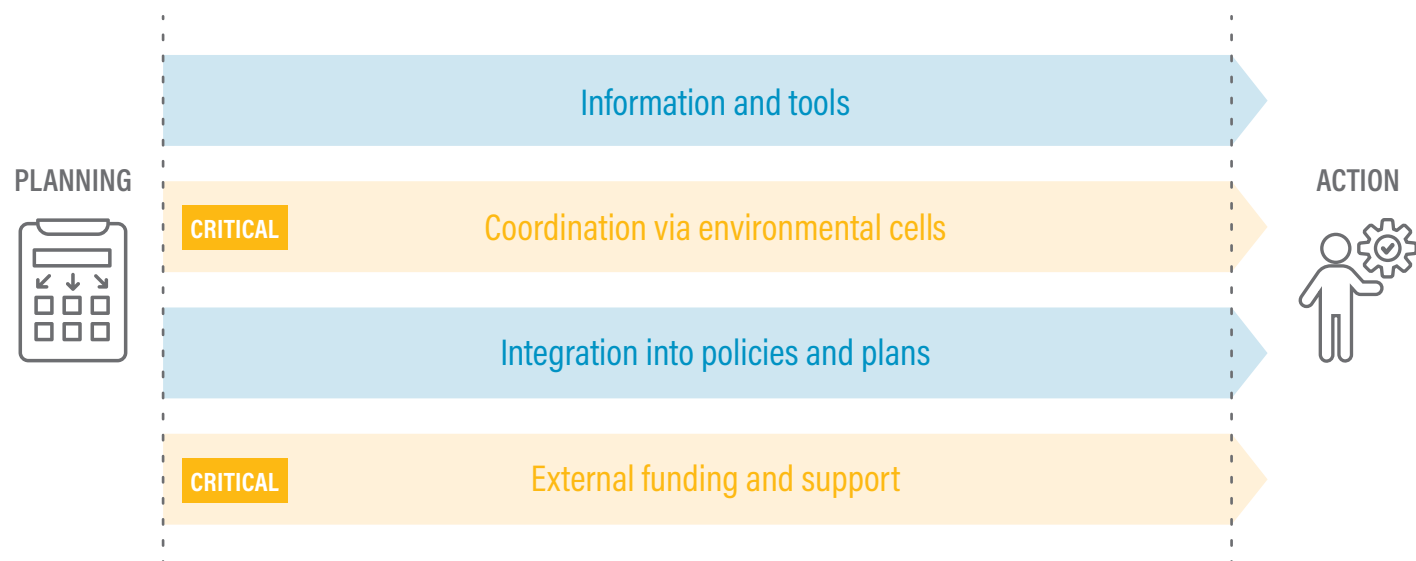 Information and tools
PLANNING
ACTION
CRITICAL
Coordination via environmental cells
Integration into policies and plans
CRITICAL
External funding and support